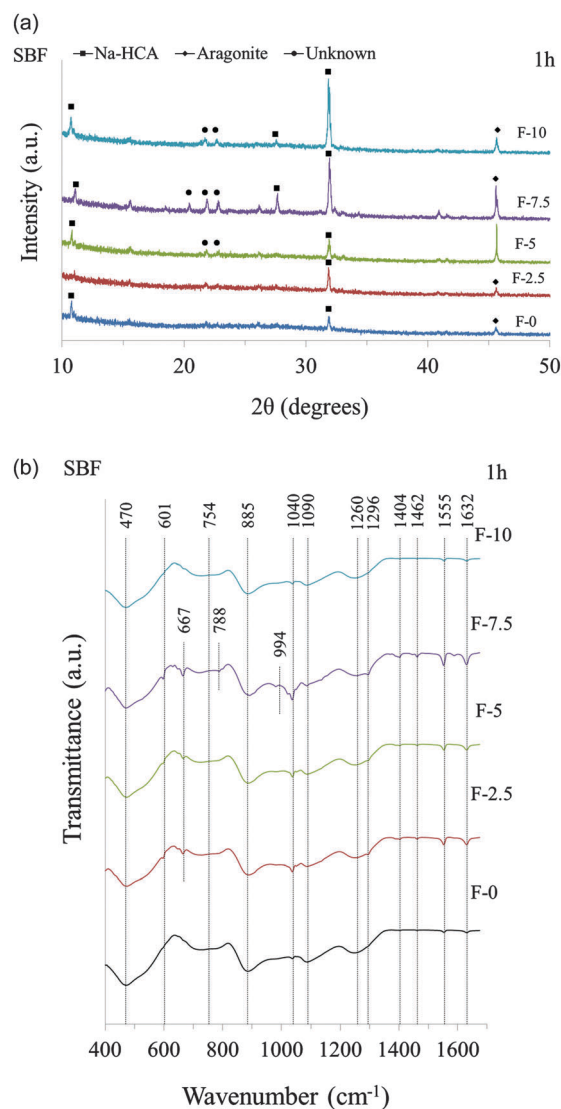 (a)
SBF ■ Na-HCA ◆ Aragonite ● Unknown 1h
F-10
F-7.5
F-5
F-2.5
F-0
Intensity (a.u.)
10 20 30 40 50
2θ (degrees)
(b) SBF 1h
470 601 754 885 1040 1090 1260 1296 1404 1462 1555 1632
F-10
667 788 994
F-7.5
F-5
F-2.5
F-0
Transmittance (a.u.)
400 600 800 1000 1200 1400 1600
Wavenumber (cm⁻¹)